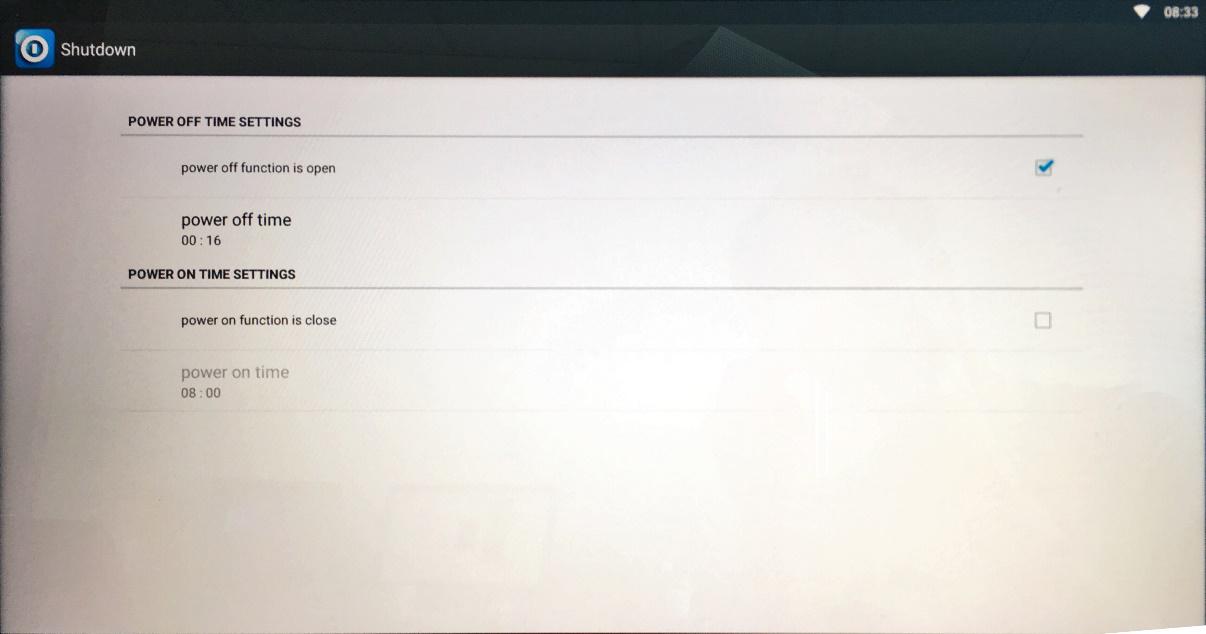 08:33
Shutdown
POWER OFF TIME SETTINGS
power off function is open
power off time
00 : 16
POWER ON TIME SETTINGS
power on function is close
power on time
08 : 00